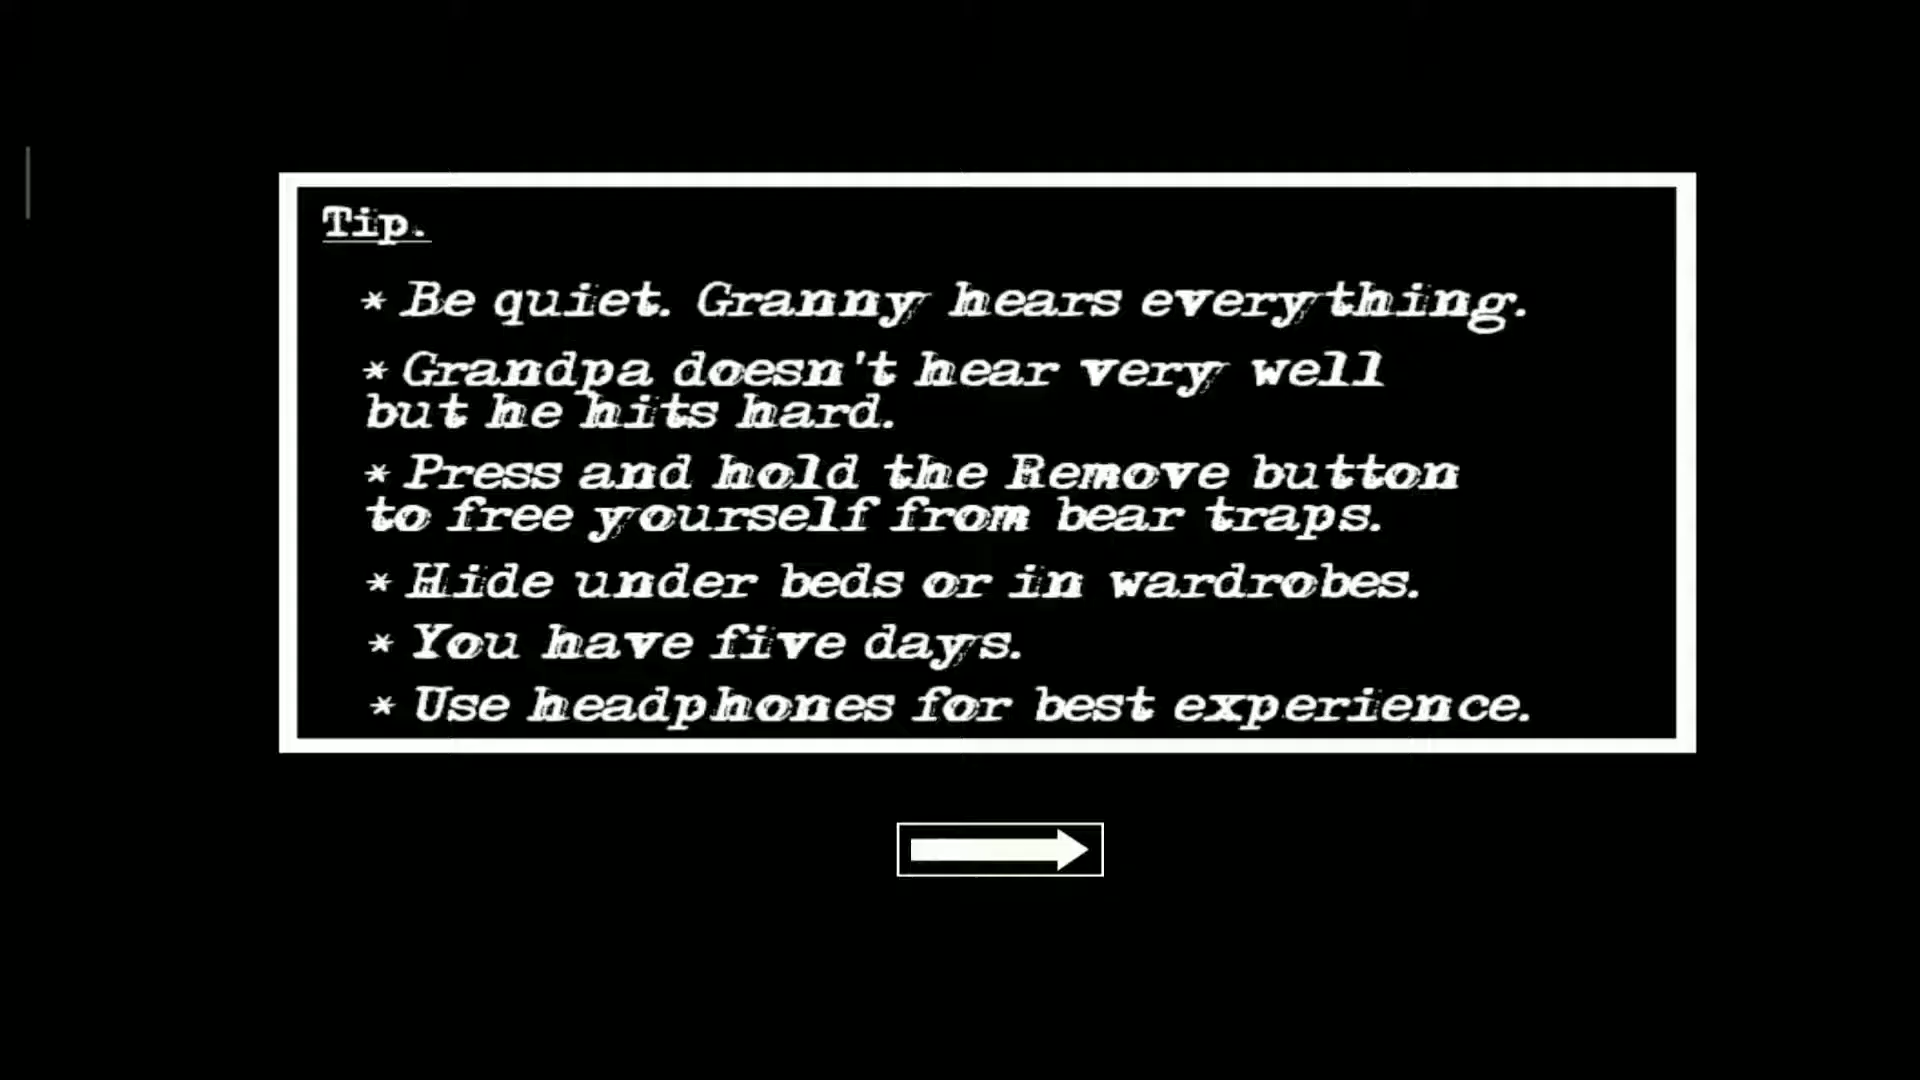 Tip.
* Be quiet. Granny hears everything.
* Grandpa doesn't hear very well
but he hits hard.
* Press and hold the Remove button
to free yourself from bear traps.
* Hide under beds or in wardrobes.
* You have five days.
* Use headphones for best experience.